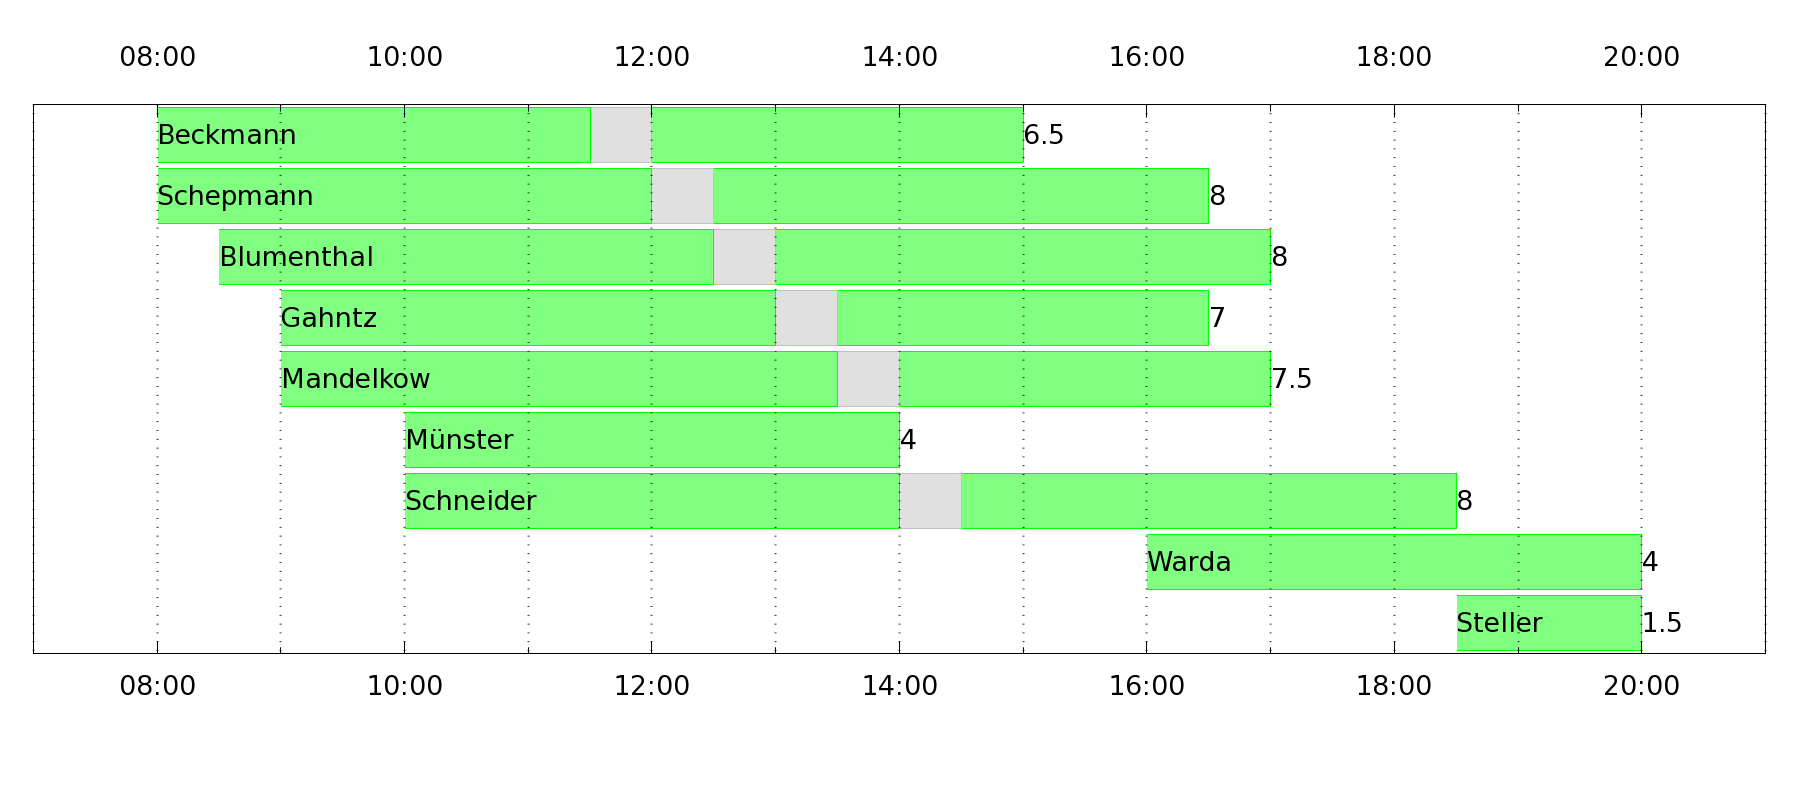 08:00 10:00 12:00 14:00 16:00 18:00 20:00
Beckmann 6.5
Schepmann 8
Blumenthal 8
Gahntz 7
Mandelkow 7.5
Münster 4
Schneider 8
Warda 4
Steller 1.5
08:00 10:00 12:00 14:00 16:00 18:00 20:00